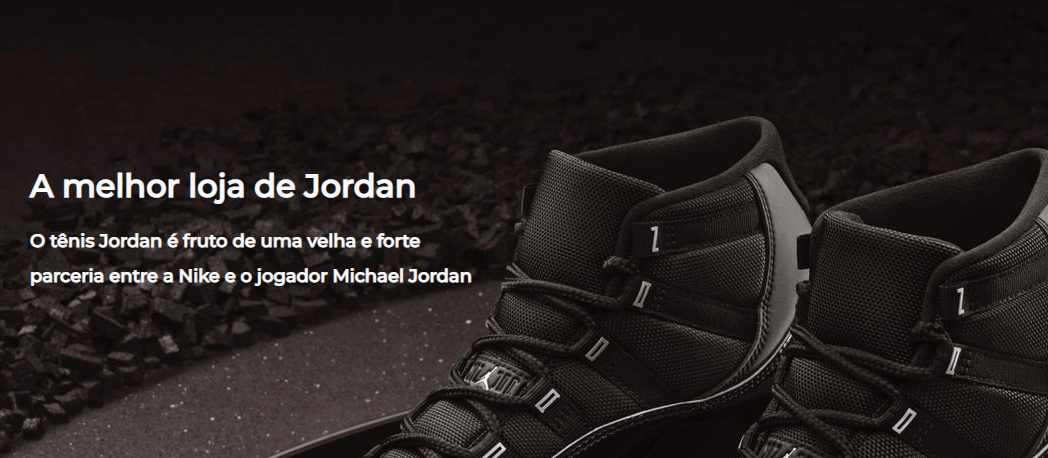 A melhor loja de Jordan
O tênis Jordan é fruto de uma velha e forte
parceria entre a Nike e o jogador Michael Jordan